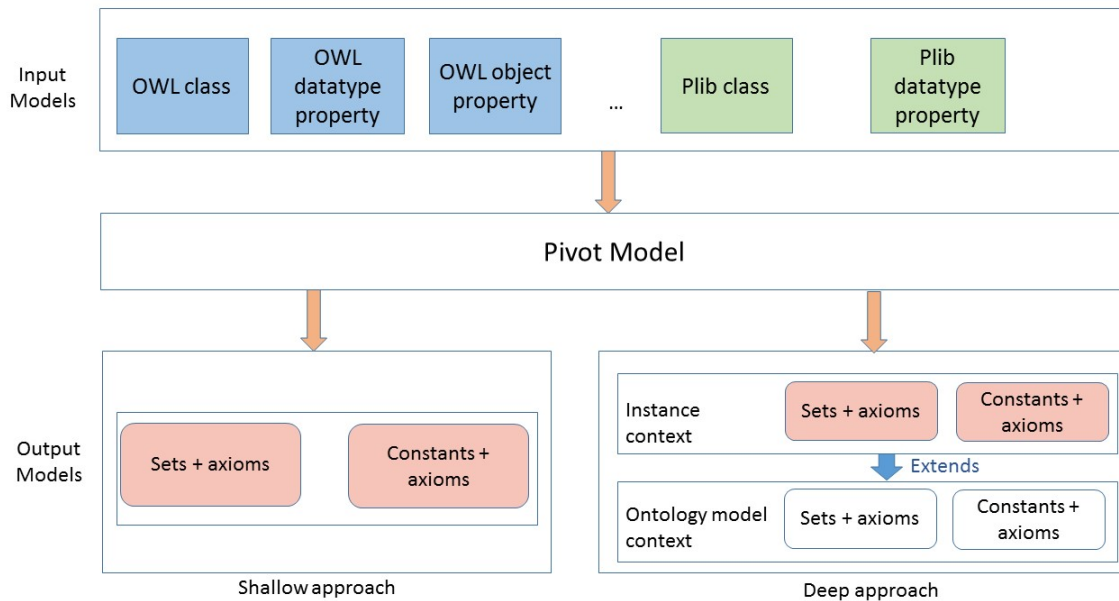 Input
Models
OWL class
OWL
datatype
property
OWL object
property
...
Plib class
Plib
datatype
property
Pivot Model
Output
Models
Sets + axioms
Constants +
axioms
Shallow approach
Instance
context
Sets + axioms
Constants +
axioms
Extends
Ontology model
context
Sets + axioms
Constants +
axioms
Deep approach